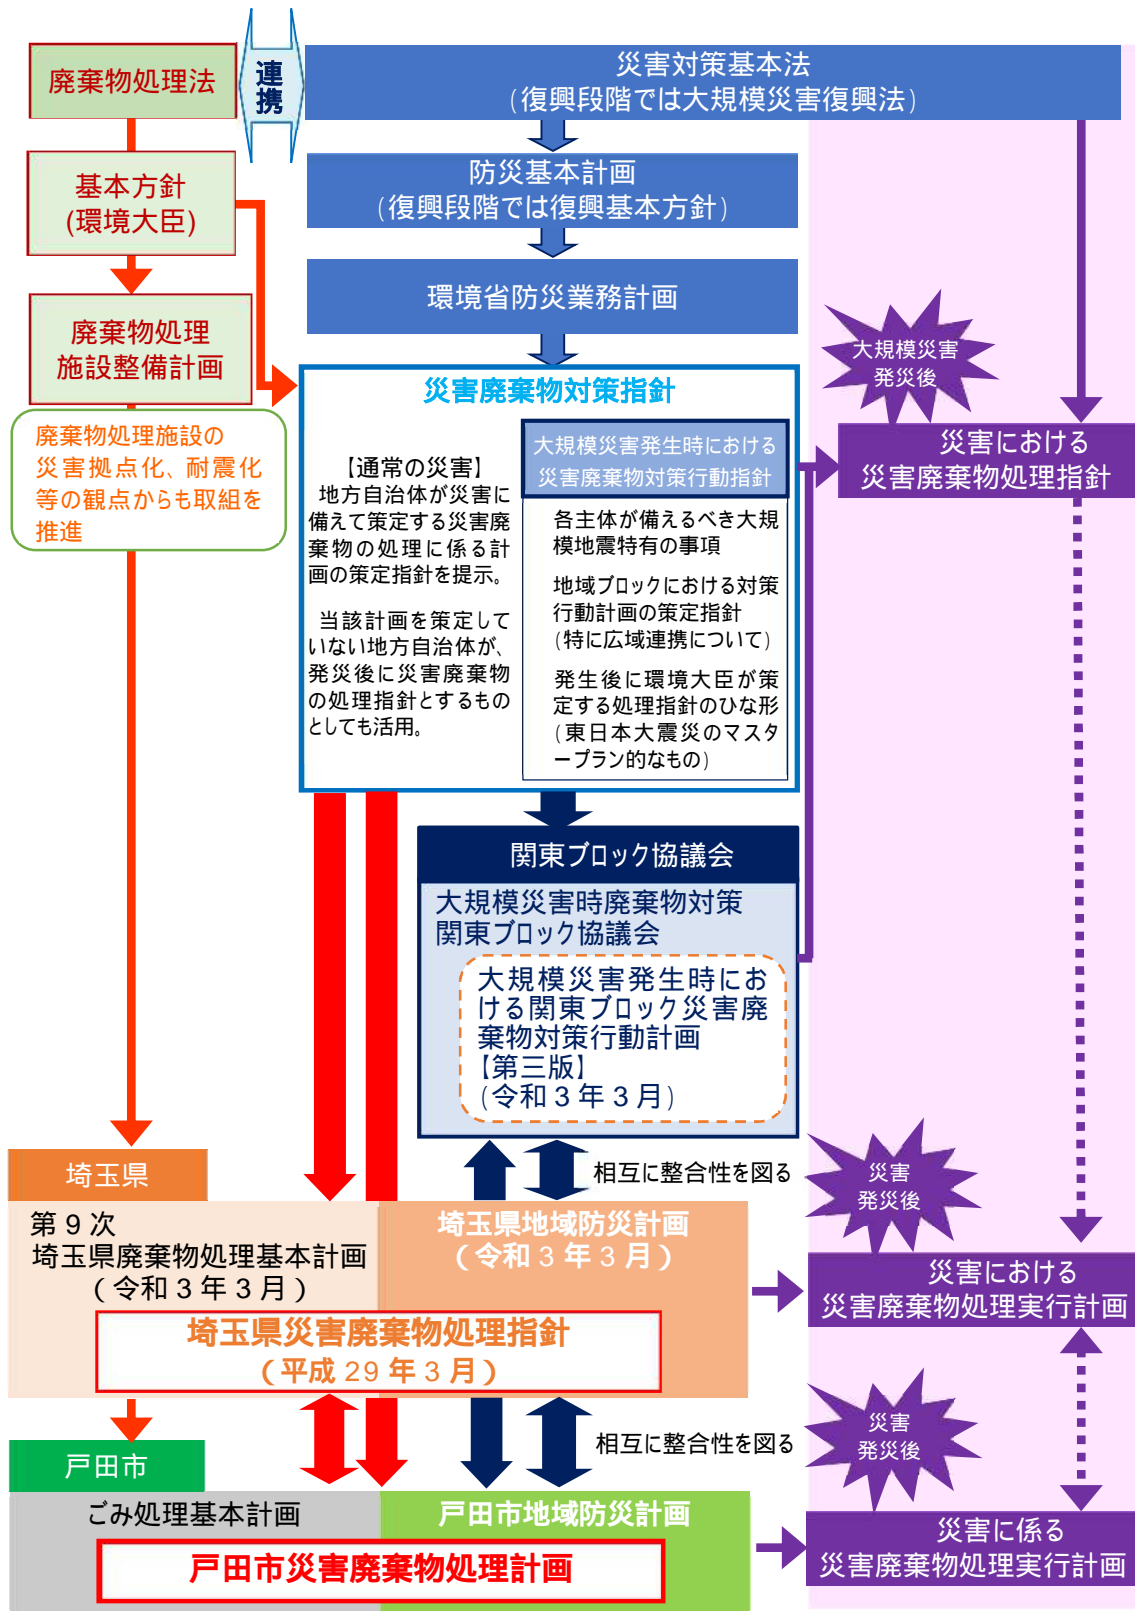 廃棄物処理法
連携
災害対策基本法
(復興段階では大規模災害復興法)
基本方針
(環境大臣)
防災基本計画
(復興段階では復興基本方針)
環境省防災業務計画
廃棄物処理
施設整備計画
廃棄物処理施設の
災害拠点化、耐震化
等の観点からも取組を
推進
災害廃棄物対策指針
【通常の災害】
地方自治体が災害に
備えて策定する災害廃
棄物の処理に係る計
画の策定指針を提示。
当該計画を策定して
いない地方自治体が、
発災後に災害廃棄物
の処理指針とするもの
としても活用。
大規模災害発生時における
災害廃棄物対策行動指針
各主体が備えるべき大規
模地震特有の事項
地域ブロックにおける対策
行動計画の策定指針
(特に広域連携について)
発生後に環境大臣が策
定する処理指針のひな形
(東日本大震災のマスタ
ープラン的なもの)
大規模災害
発災後
災害における
災害廃棄物処理指針
関東ブロック協議会
大規模災害時廃棄物対策
関東ブロック協議会
大規模災害発生時にお
ける関東ブロック災害廃
棄物対策行動計画
【第三版】
(令和3年3月)
相互に整合性を図る
埼玉県
第9次
埼玉県廃棄物処理基本計画
(令和3年3月)
埼玉県地域防災計画
(令和3年3月)
埼玉県災害廃棄物処理指針
(平成29年3月)
災害
発災後
災害における
災害廃棄物処理実行計画
相互に整合性を図る
戸田市
ごみ処理基本計画
戸田市地域防災計画
戸田市災害廃棄物処理計画
災害
発災後
災害に係る
災害廃棄物処理実行計画